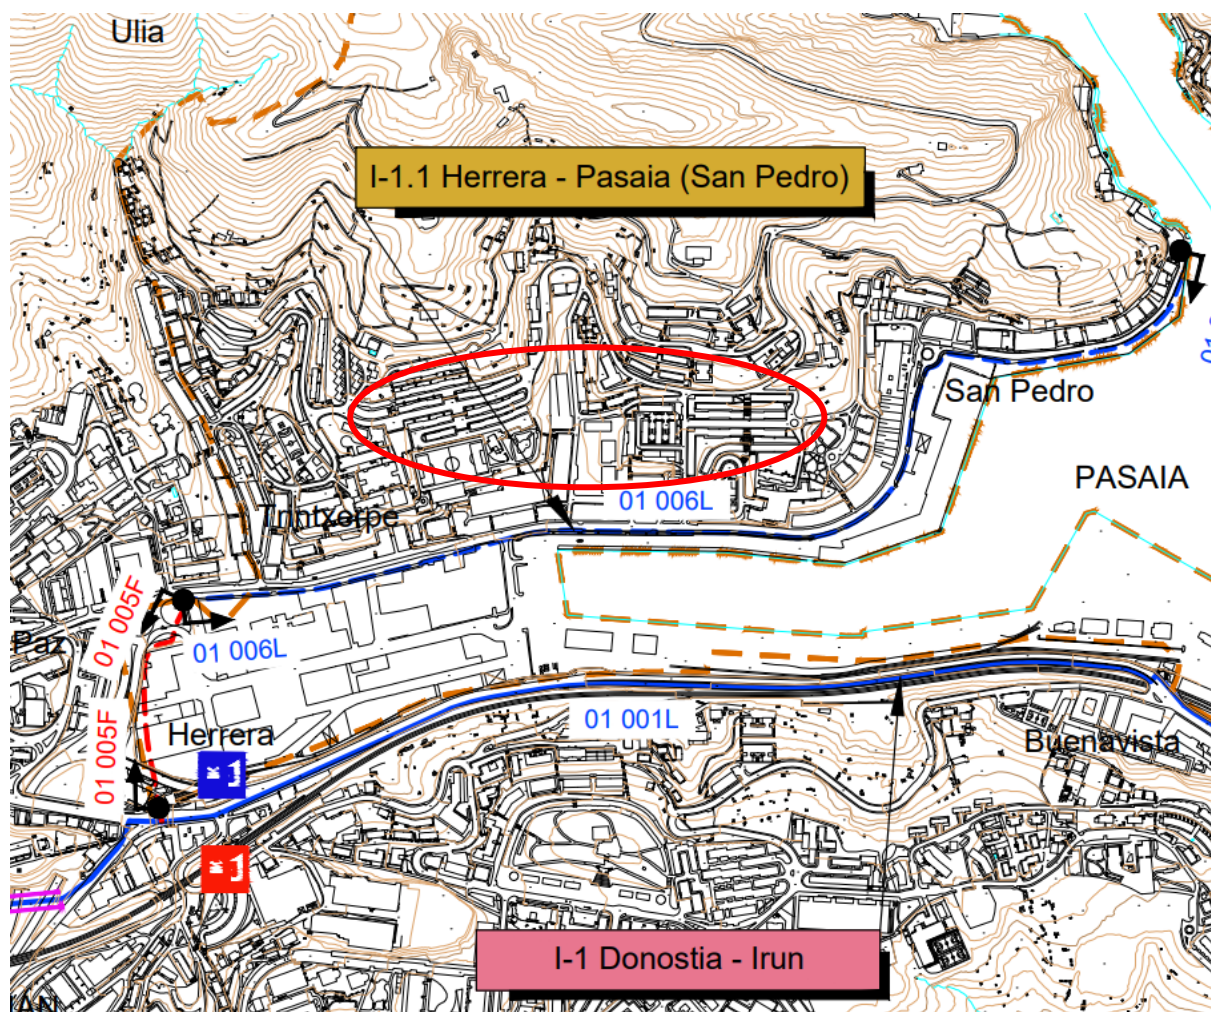 Ulia
I-1.1 Herrera - Pasaia (San Pedro)
San Pedro
PASAIA
01 006L
Trintxerpe
01 005F
Paz
01 006L
01 005F
Herrera
01 001L
Buenavista
I-1 Donostia - Irun